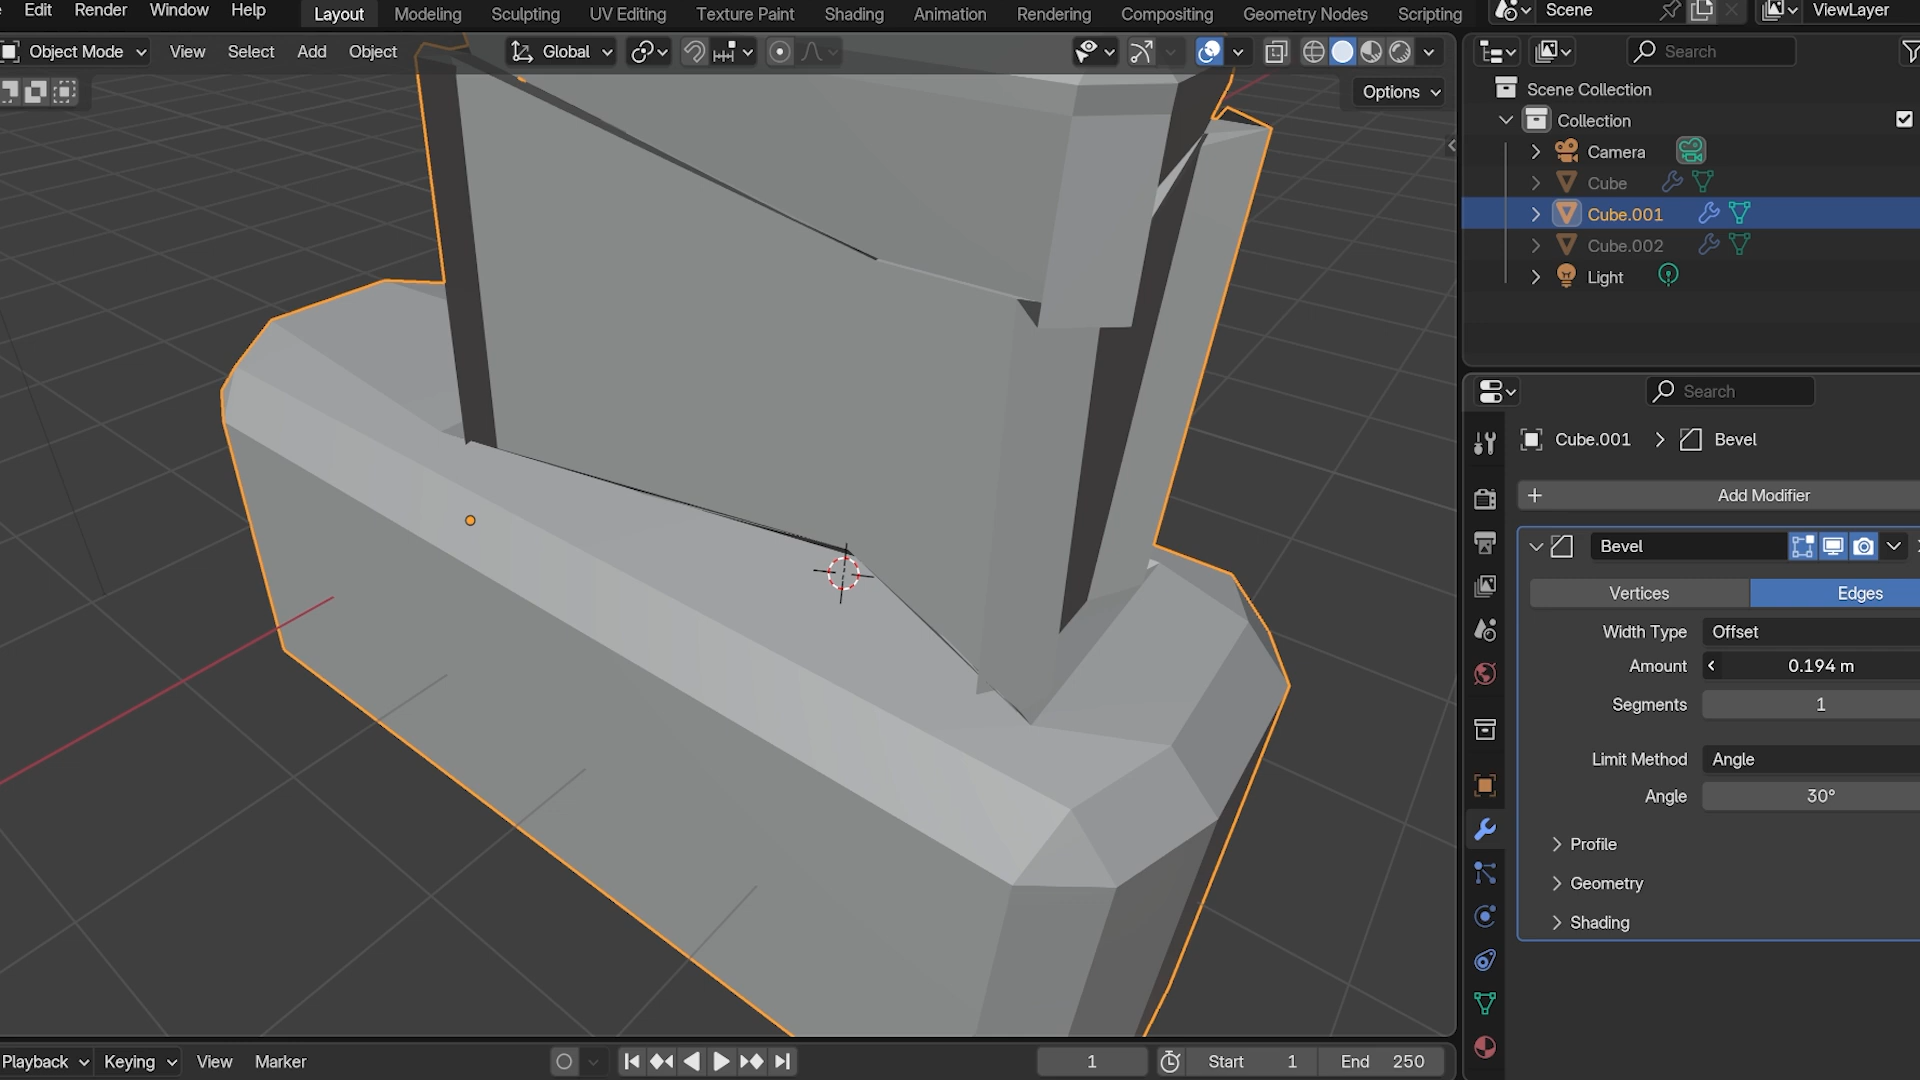 Edit Render Window Help Layout Modeling Sculpting UV Editing Texture Paint Shading Animation Rendering Compositing Geometry Nodes Scripting Scene ViewLayer
Object Mode View Select Add Object Global Search
Options
Scene Collection
Collection
Camera
Cube
Cube.001
Cube.002
Light
Search
Cube.001 Bevel
Add Modifier
Bevel
Vertices Edges
Width Type Offset
Amount 0.194 m
Segments 1
Limit Method Angle
Angle 30°
Profile
Geometry
Shading
Playback Keying View Marker 1 Start 1 End 250